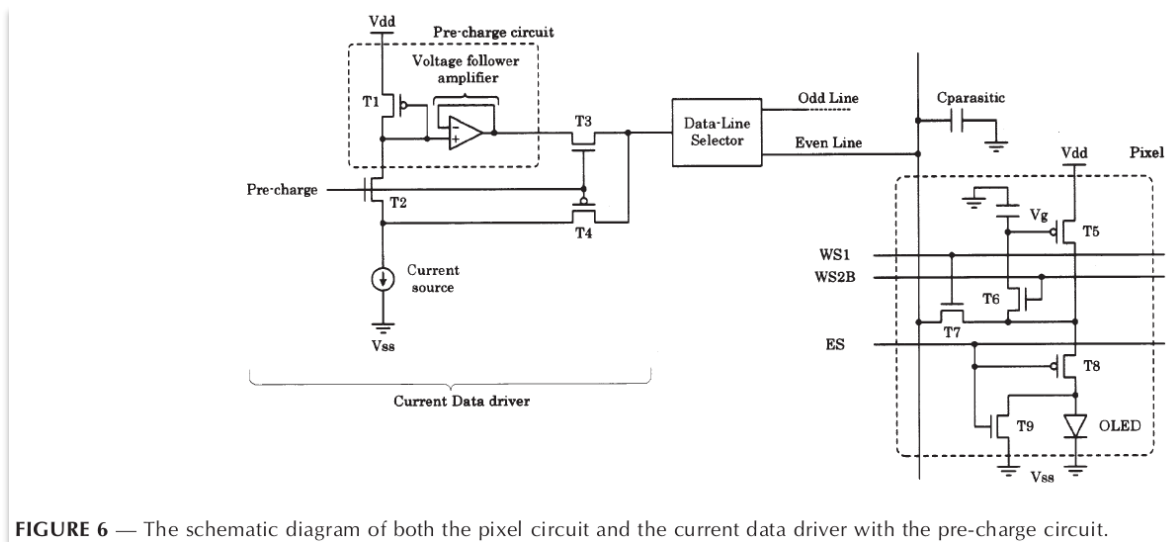 Vdd
Pre-charge circuit
Voltage follower
amplifier
T1
−
+
T3
Data-Line
Selector
Odd Line
Even Line
Cparasitic
Vdd
Pixel
Pre-charge
T2
T4
Vg
T5
WS1
WS2B
T6
T7
Current
source
Vss
ES
T8
T9
OLED
Vss
Current Data driver
FIGURE 6 — The schematic diagram of both the pixel circuit and the current data driver with the pre-charge circuit.